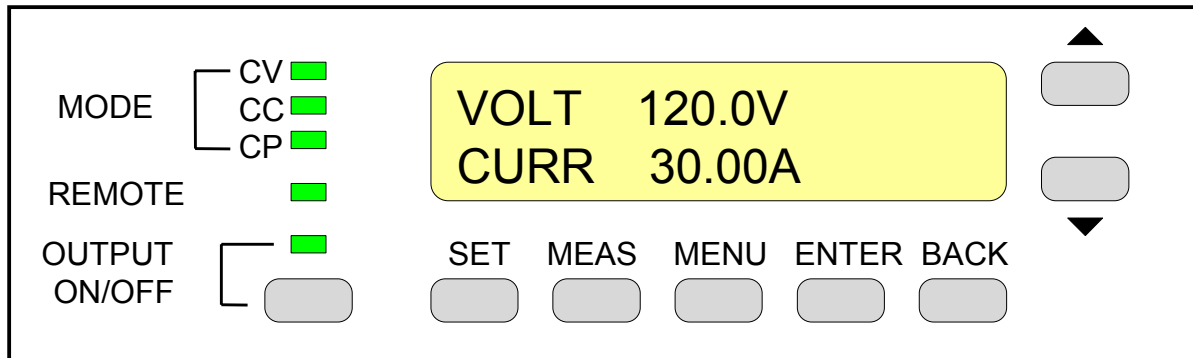 MODE
CV
CC
CP
REMOTE
OUTPUT
ON/OFF
VOLT 120.0V
CURR 30.00A
SET MEAS MENU ENTER BACK